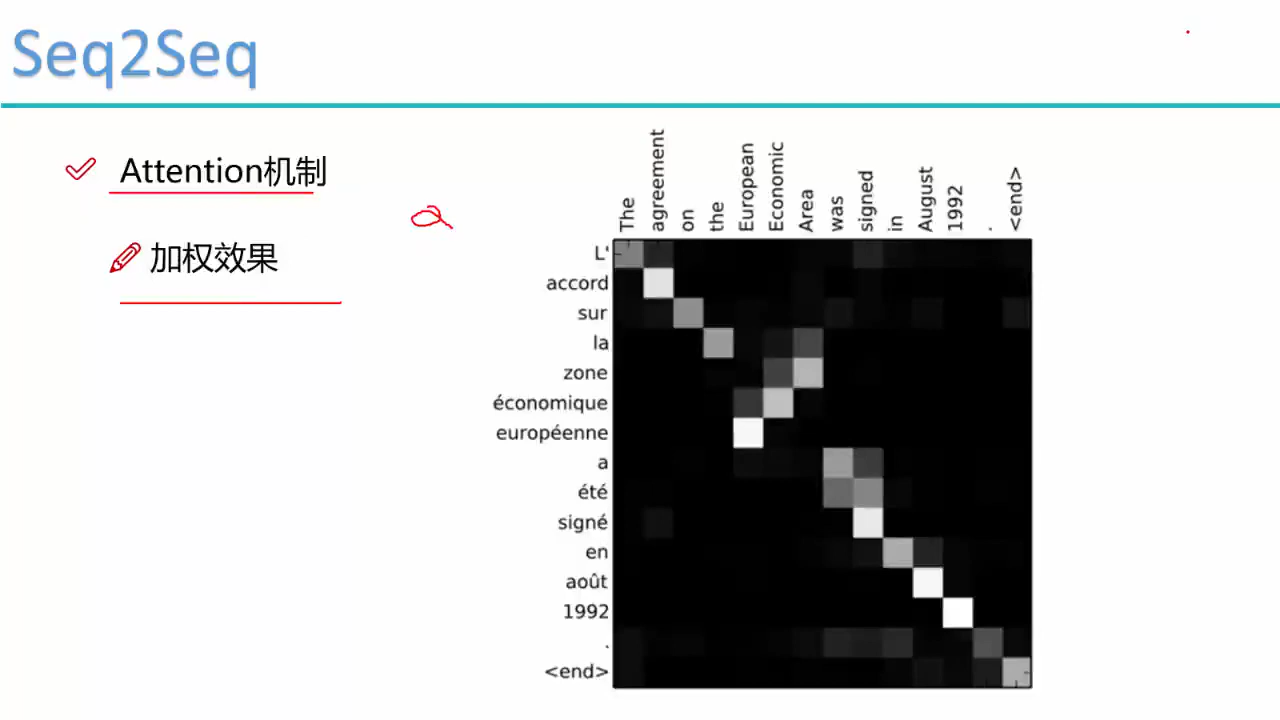 Seq2Seq
Attention机制
加权效果
The
agreement
on
the
European
Economic
Area
was
signed
in
August
1992
.
<end>
L'
accord
sur
la
zone
économique
européenne
a
été
signé
en
août
1992
.
<end>